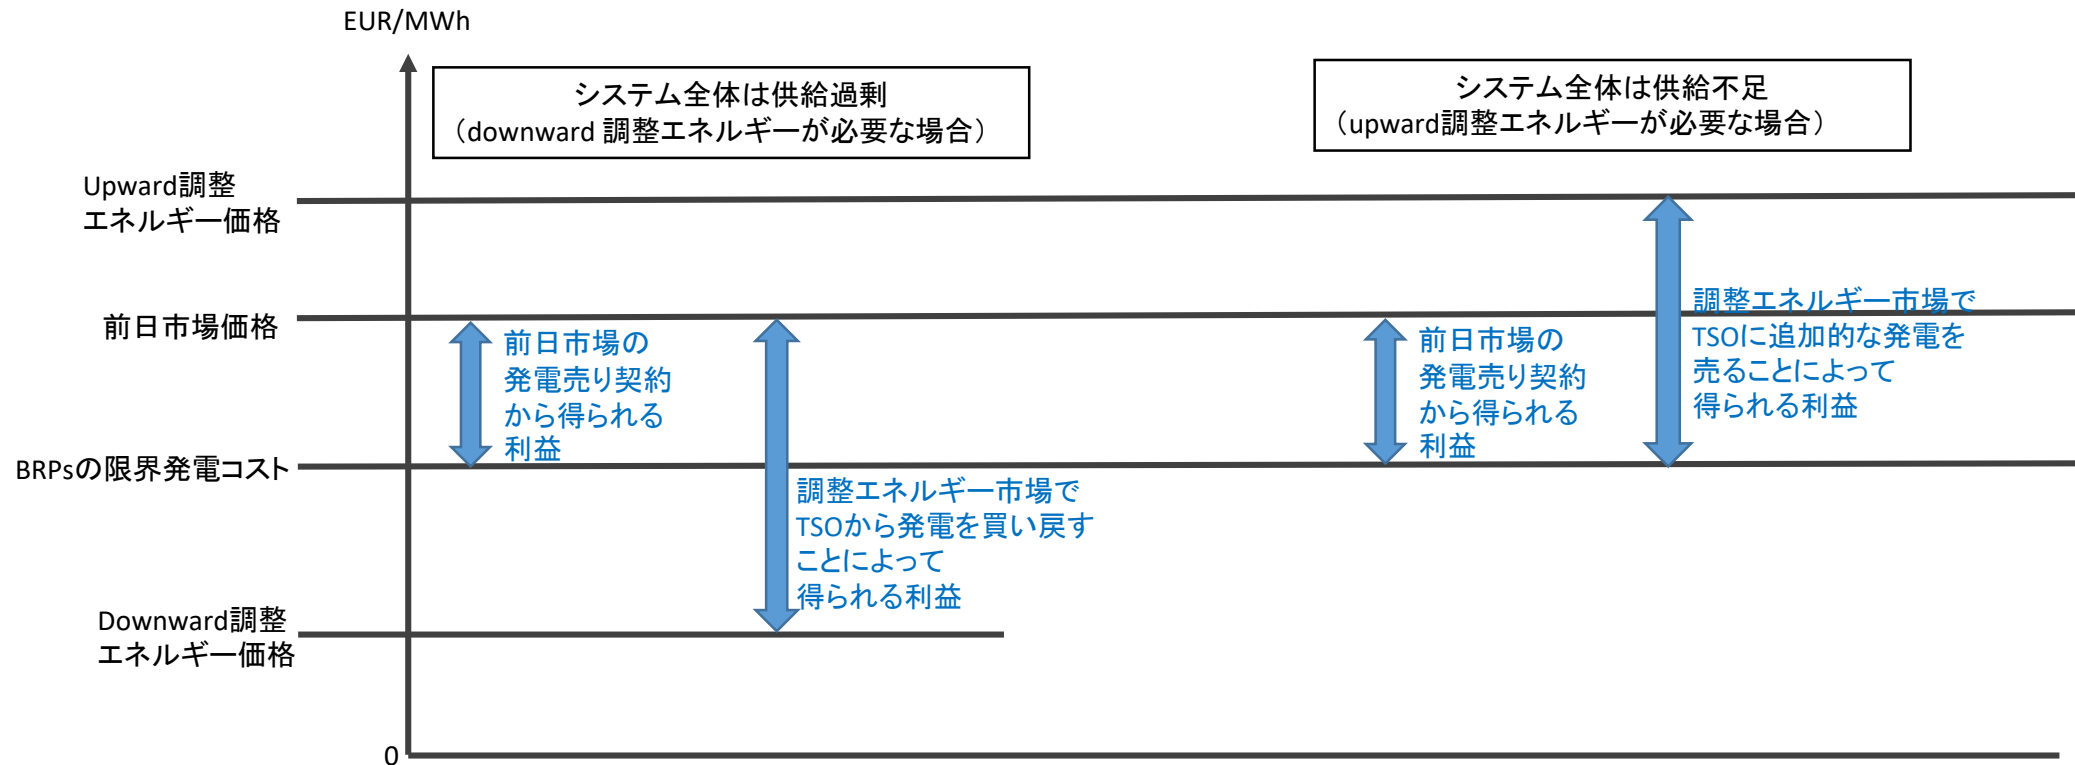 EUR/MWh
システム全体は供給過剰
（downward 調整エネルギーが必要な場合）
システム全体は供給不足
（upward調整エネルギーが必要な場合）
Upward調整
エネルギー価格
前日市場価格
前日市場の
発電売り契約
から得られる
利益
前日市場の
発電売り契約
から得られる
利益
調整エネルギー市場で
TSOに追加的な発電を
売ることによって
得られる利益
BRPsの限界発電コスト
調整エネルギー市場で
TSOから発電を買い戻す
ことによって
得られる利益
Downward調整
エネルギー価格
0